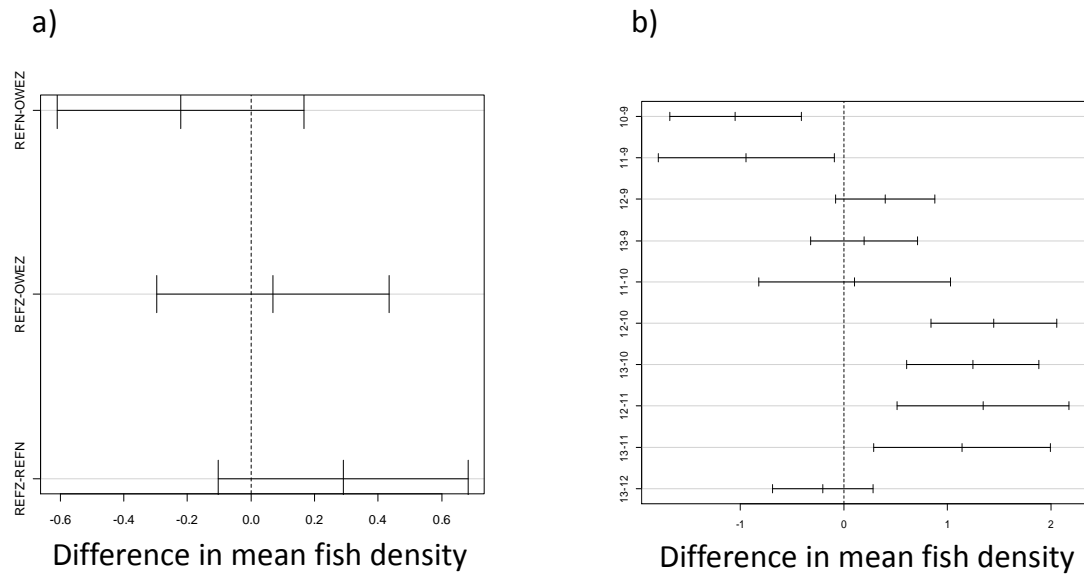 a)
REFN-OWEZ
REFZ-OWEZ
REFZ-REFN
-0.6 -0.4 -0.2 0.0 0.2 0.4 0.6
Difference in mean fish density
b)
10-9
11-9
12-9
13-9
11-10
12-10
13-10
12-11
13-11
13-12
-1 0 1 2
Difference in mean fish density